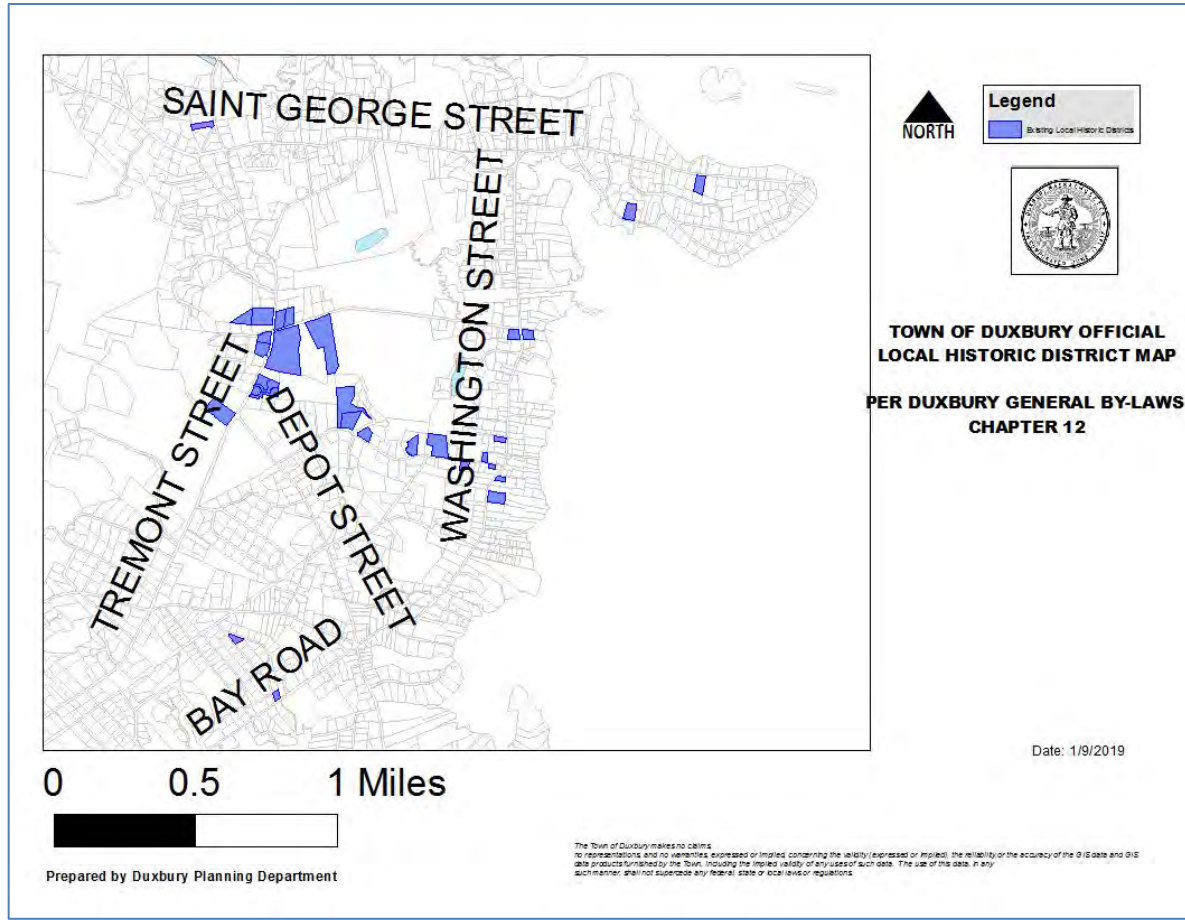 SAINT GEORGE STREET
WASHINGTON STREET
TREMONT STREET
DEPOT STREET
BAY ROAD
NORTH
Legend
Existing Local Historic Districts
TOWN OF DUXBURY OFFICIAL
LOCAL HISTORIC DISTRICT MAP
PER DUXBURY GENERAL BY-LAWS
CHAPTER 12
Date: 1/9/2019
0 0.5 1 Miles
Prepared by Duxbury Planning Department
The Town of Duxbury makes no claims,
no representations, and no warranties, expressed or implied, concerning the validity (expressed or implied), the reliability or the accuracy of the GIS data and GIS
data products furnished by the Town, including the implied validity of any uses of such data. The use of this data, in any
such manner, shall not supercede any federal, state or local laws or regulations.